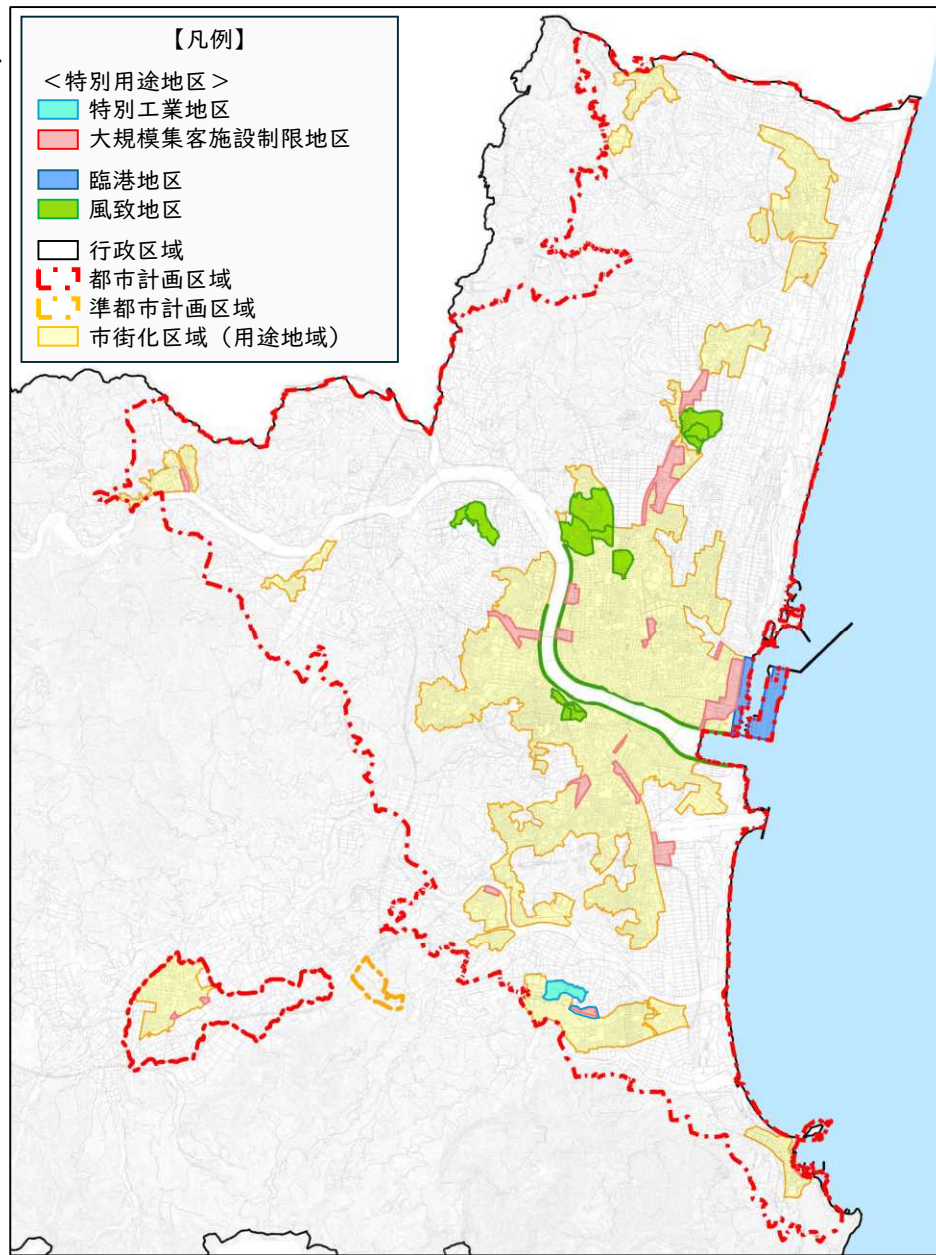 【凡例】
<特別用途地区>
特別工業地区
大規模集客施設制限地区
臨港地区
風致地区
行政区域
都市計画区域
準都市計画区域
市街化区域(用途地域)